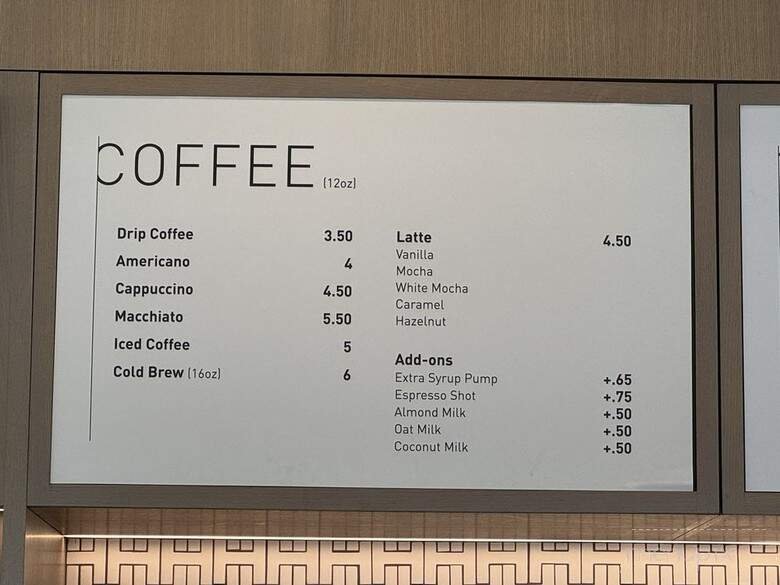 COFFEE (12oz)
Drip Coffee 3.50
Americano 4
Cappuccino 4.50
Macchiato 5.50
Iced Coffee 5
Cold Brew (16oz) 6
Latte 4.50
Vanilla
Mocha
White Mocha
Caramel
Hazelnut
Add-ons
Extra Syrup Pump +.65
Espresso Shot +.75
Almond Milk +.50
Oat Milk +.50
Coconut Milk +.50